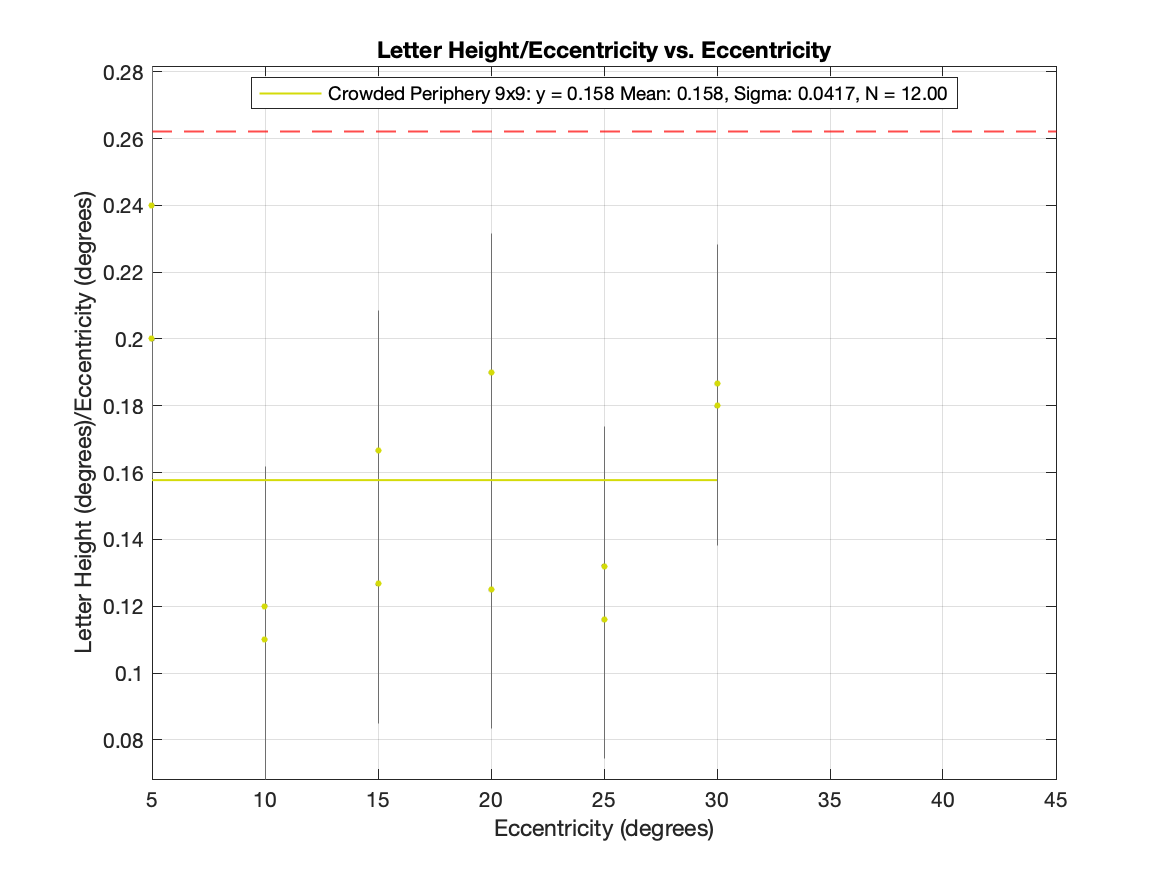 Letter Height/Eccentricity vs. Eccentricity
Crowded Periphery 9x9: y = 0.158 Mean: 0.158, Sigma: 0.0417, N = 12.00
Letter Height (degrees)/Eccentricity (degrees)
0.28
0.26
0.24
0.22
0.2
0.18
0.16
0.14
0.12
0.1
0.08
5 10 15 20 25 30 35 40 45
Eccentricity (degrees)